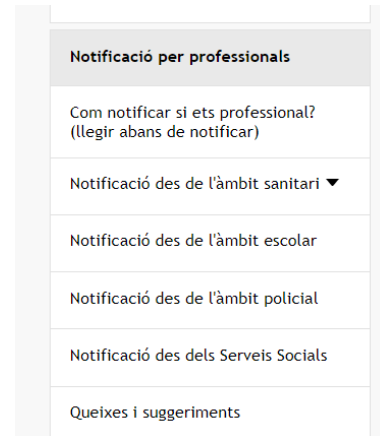 Notificació per professionals
Com notificar si ets professional?
(llegir abans de notificar)
Notificació des de l'àmbit sanitari
Notificació des de l'àmbit escolar
Notificació des de l'àmbit policial
Notificació des dels Serveis Socials
Queixes i suggeriments